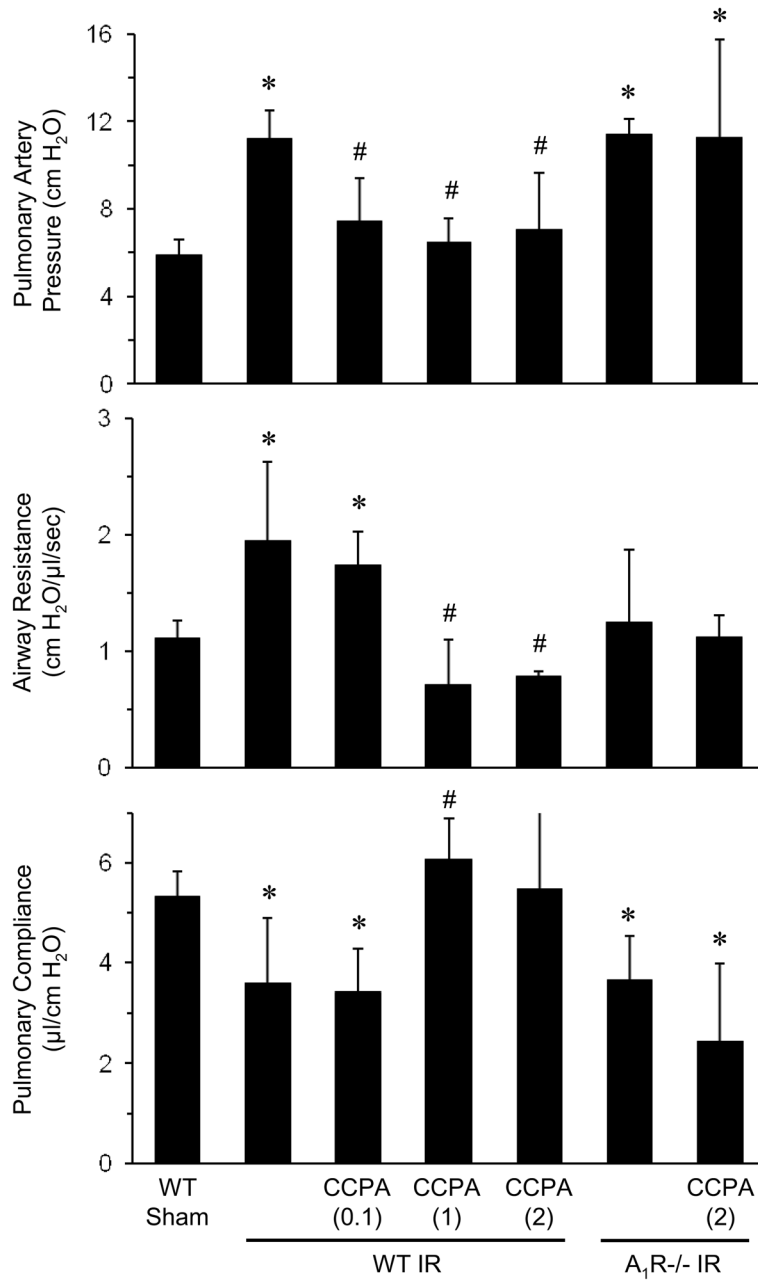 Pulmonary Artery
Pressure (cm H₂O)
16
12
8
4
0
*
#
#
#
*
*
Airway Resistance
(cm H₂O/µl/sec)
3
2
1
0
*
*
#
#
Pulmonary Compliance
(µl/cm H₂O)
6
4
2
0
*
*
#
*
*
WT
Sham
CCPA
(0.1)
CCPA
(1)
CCPA
(2)
CCPA
(2)
WT IR
A₁R-/- IR